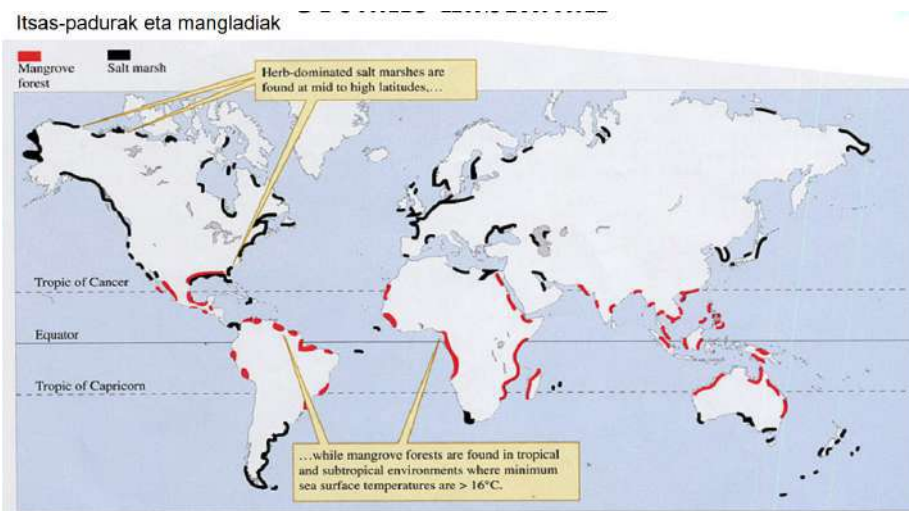 Itsas-padurak eta mangladiak
Mangrove
forest
Salt marsh
Herb-dominated salt marshes are
found at mid to high latitudes,…
Tropic of Cancer
Equator
Tropic of Capricorn
…while mangrove forests are found in tropical
and subtropical environments where minimum
sea surface temperatures are > 16°C.